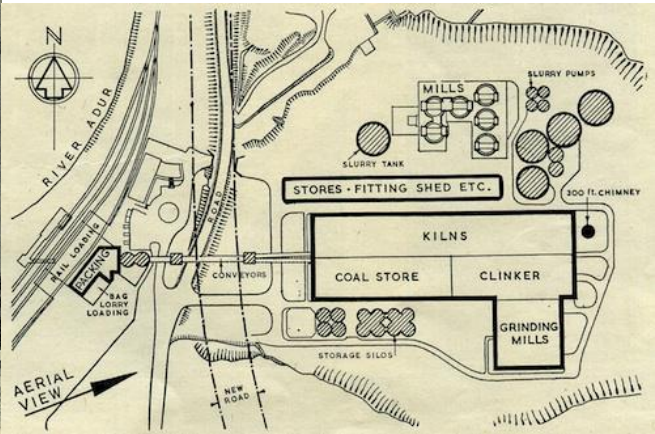 N
RIVER ADUR
MILLS
SLURRY PUMPS
SLURRY TANK
STORES · FITTING SHED ETC.
300 ft. CHIMNEY
ROAD
KILNS
RAIL LOADING
PACKING
CONVEYORS
COAL STORE
CLINKER
BAG
LORRY
LOADING
GRINDING
MILLS
STORAGE SILOS
AERIAL
VIEW
NEW
ROAD